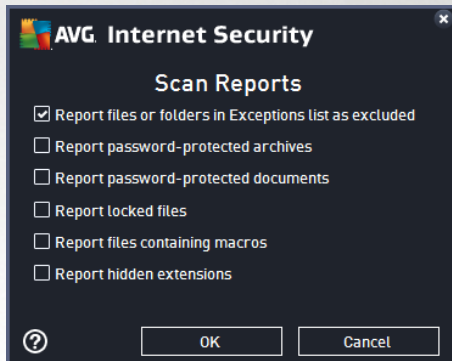 AVG. Internet Security
Scan Reports
Report files or folders in Exceptions list as excluded
Report password-protected archives
Report password-protected documents
Report locked files
Report files containing macros
Report hidden extensions
?
OK
Cancel